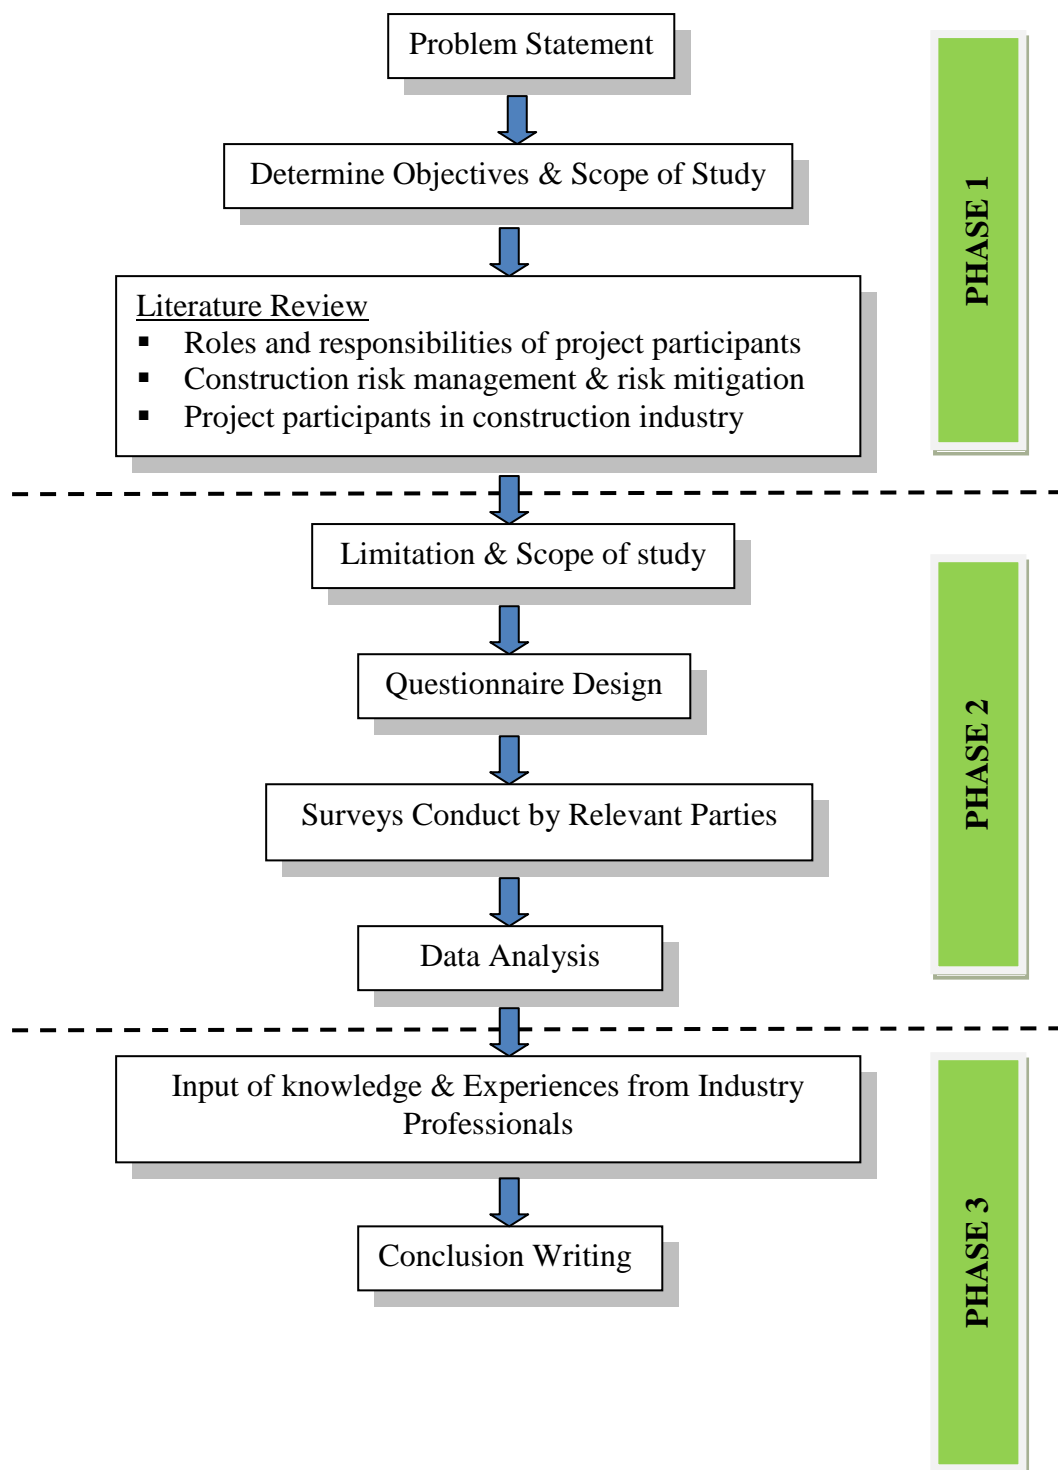 Problem Statement
Determine Objectives & Scope of Study
Literature Review
▪ Roles and responsibilities of project participants
▪ Construction risk management & risk mitigation
▪ Project participants in construction industry
PHASE 1
Limitation & Scope of study
Questionnaire Design
Surveys Conduct by Relevant Parties
Data Analysis
PHASE 2
Input of knowledge & Experiences from Industry
Professionals
Conclusion Writing
PHASE 3